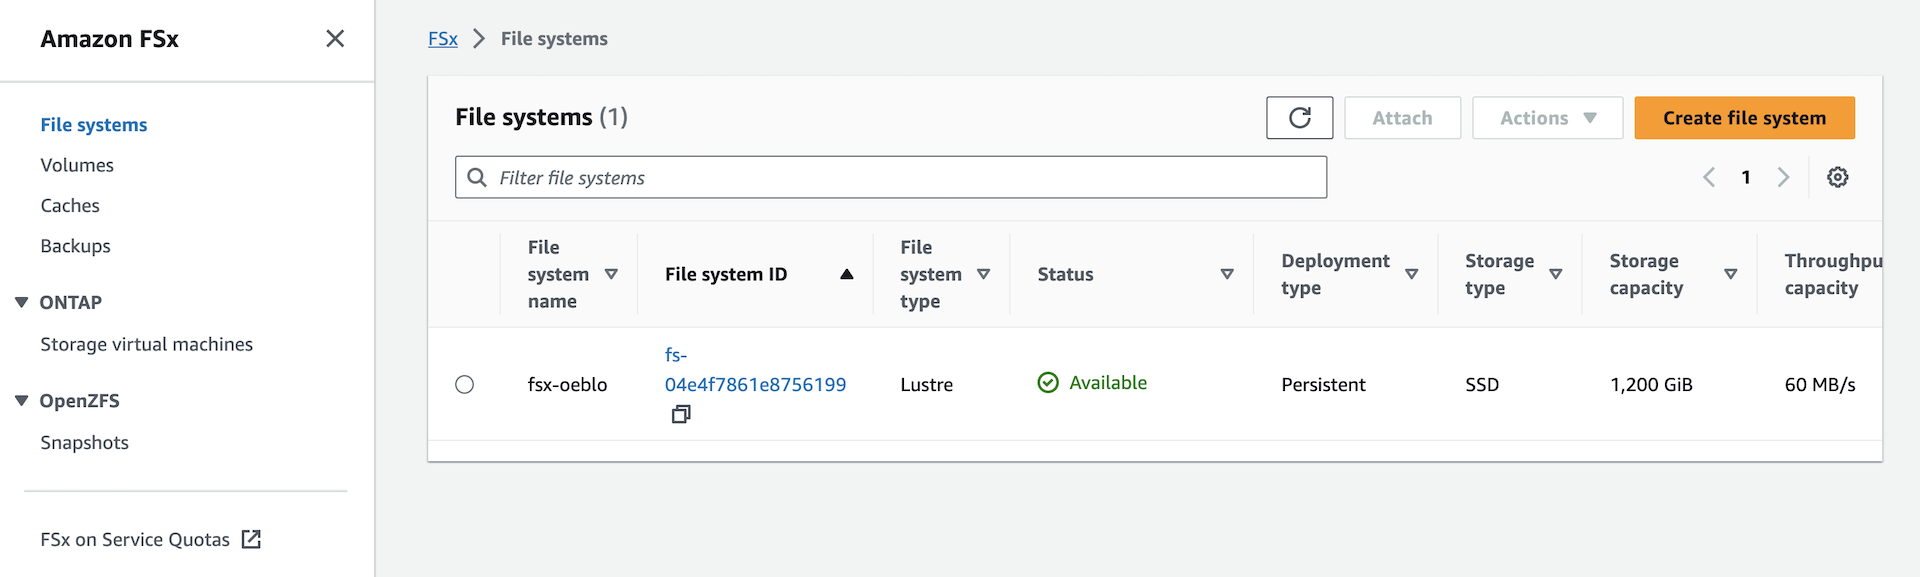 Amazon FSx
File systems
Volumes
Caches
Backups
ONTAP
Storage virtual machines
OpenZFS
Snapshots
FSx on Service Quotas
FSx > File systems
File systems (1)
Attach
Actions
Create file system
Filter file systems
1
File
system
name
File system ID
File
system
type
Status
Deployment
type
Storage
type
Storage
capacity
Throughpu
capacity
fsx-oeblo
fs-
04e4f7861e8756199
Lustre
Available
Persistent
SSD
1,200 GiB
60 MB/s